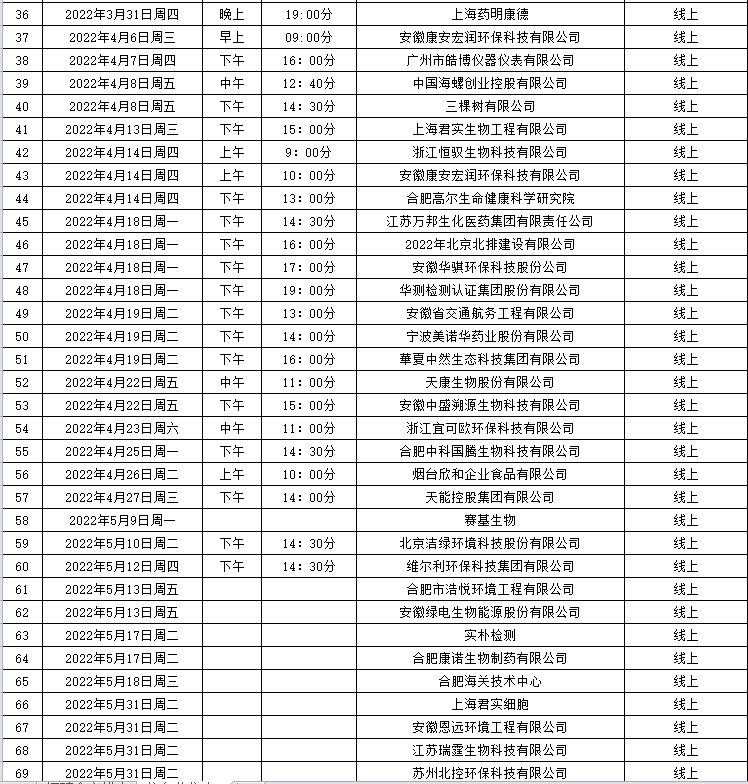 36 2022年3月31日周四 晚上 19:00分 上海药明康德 线上
37 2022年4月6日周三 早上 09:00分 安徽康安宏润环保科技有限公司 线上
38 2022年4月7日周四 下午 16：00分 广州市皓博仪器仪表有限公司 线上
39 2022年4月8日周五 中午 12：40分 中国海螺创业控股有限公司 线上
40 2022年4月8日周五 下午 14：30分 三棵树有限公司 线上
41 2022年4月13日周三 下午 15：00分 上海君实生物工程有限公司 线上
42 2022年4月14日周四 上午 9：00分 浙江恒驭生物科技有限公司 线上
43 2022年4月14日周四 上午 10：00分 安徽康安宏润环保科技有限公司 线上
44 2022年4月14日周四 下午 13：00分 合肥高尔生命健康科学研究院 线上
45 2022年4月18日周一 下午 14：30分 江苏万邦生化医药集团有限责任公司 线上
46 2022年4月18日周一 下午 16：00分 2022年北京北排建设有限公司 线上
47 2022年4月18日周一 下午 17：00分 安徽华骐环保科技股份公司 线上
48 2022年4月18日周一 下午 19：00分 华测检测认证集团股份有限公司 线上
49 2022年4月19日周二 下午 13：00分 安徽省交通航务工程有限公司 线上
50 2022年4月19日周二 下午 14：00分 宁波美诺华药业股份有限公司 线上
51 2022年4月19日周二 下午 16：00分 華夏中然生态科技集团有限公司 线上
52 2022年4月22日周五 中午 11：00分 天康生物股份有限公司 线上
53 2022年4月22日周五 下午 15：00分 安徽中盛溯源生物科技有限公司 线上
54 2022年4月23日周六 中午 11：00分 浙江宜可欧环保科技有限公司 线上
55 2022年4月25日周一 下午 14：30分 合肥中科国腾生物科技有限公司 线上
56 2022年4月26日周二 上午 10：00分 烟台欣和企业食品有限公司 线上
57 2022年4月27日周三 下午 14：00分 天能控股集团有限公司 线上
58 2022年5月9日周一 赛基生物 线上
59 2022年5月10日周二 下午 14：30分 北京洁绿环境科技股份有限公司 线上
60 2022年5月12日周四 下午 14：30分 维尔利环保科技集团有限公司 线上
61 2022年5月13日周五 合肥市浩悦环境工程有限公司 线上
62 2022年5月13日周五 安徽绿电生物能源股份有限公司 线上
63 2022年5月17日周二 实朴检测 线上
64 2022年5月17日周二 合肥康诺生物制药有限公司 线上
65 2022年5月18日周三 合肥海关技术中心 线上
66 2022年5月31日周二 上海君实细胞 线上
67 2022年5月31日周二 安徽恩远环境工程有限公司 线上
68 2022年5月31日周二 江苏瑞霆生物科技有限公司 线上
69 2022年5月31日周二 苏州北控环保科技有限公司 线上